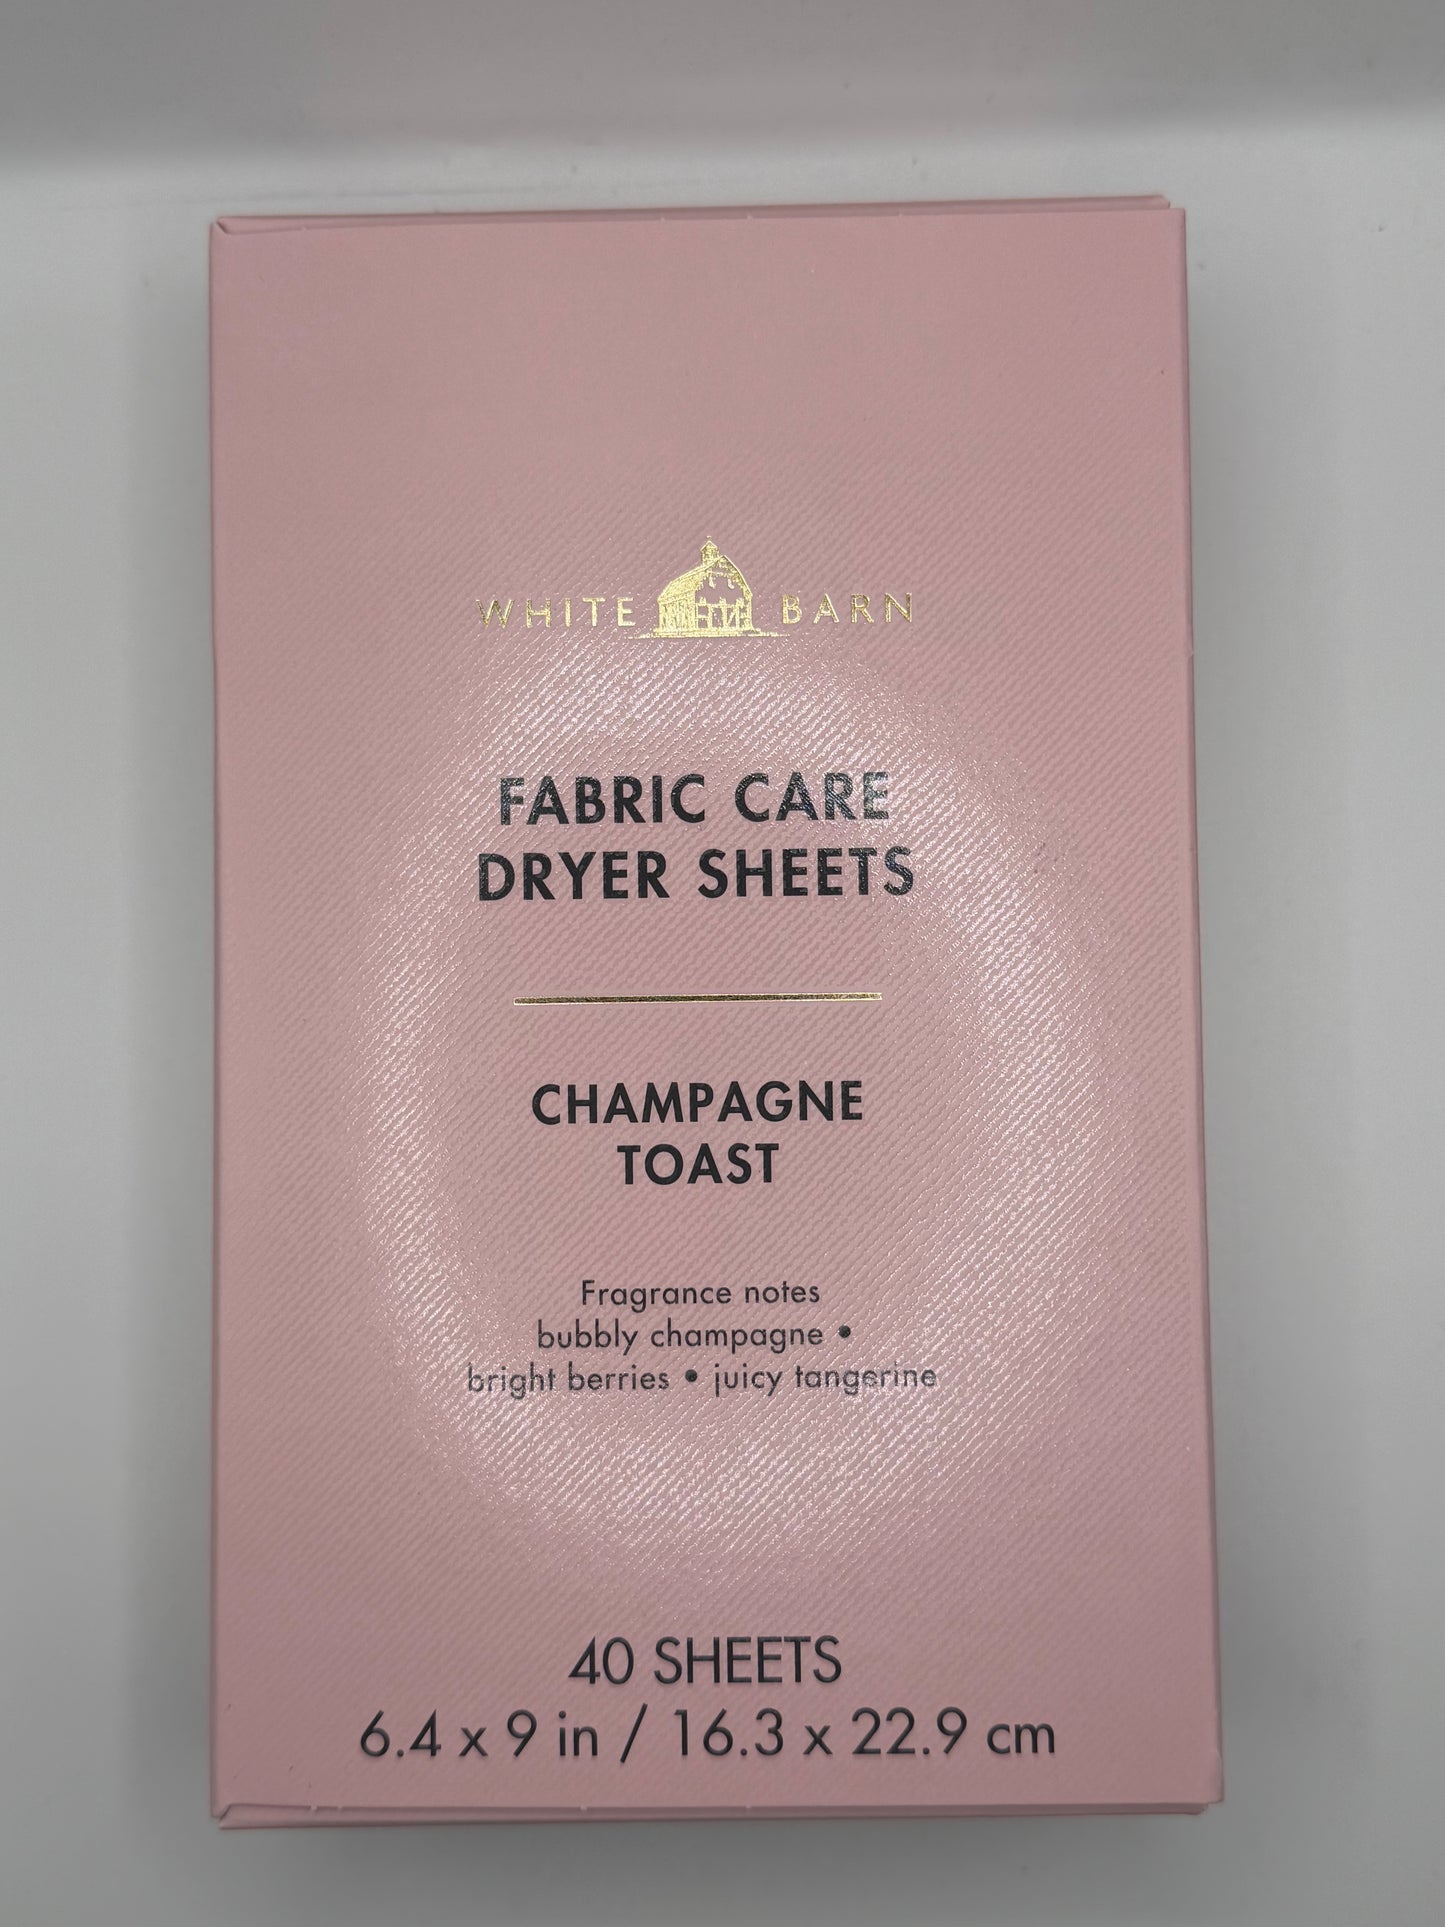 WHITE BARN
FABRIC CARE
DRYER SHEETS
CHAMPAGNE
TOAST
Fragrance notes
bubbly champagne •
bright berries • juicy tangerine
40 SHEETS
6.4 x 9 in / 16.3 x 22.9 cm